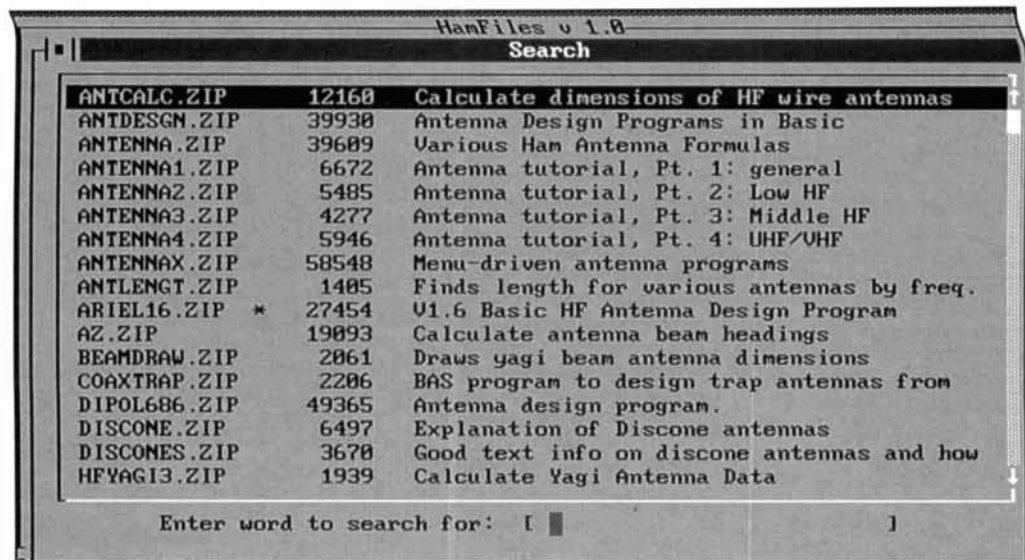 HamFiles v 1.0
Search
ANTCALC.ZIP 12160 Calculate dimensions of HF wire antennas
ANTDESGN.ZIP 39930 Antenna Design Programs in Basic
ANTENNA.ZIP 39609 Various Ham Antenna Formulas
ANTENNA1.ZIP 6672 Antenna tutorial, Pt. 1: general
ANTENNA2.ZIP 5485 Antenna tutorial, Pt. 2: Low HF
ANTENNA3.ZIP 4277 Antenna tutorial, Pt. 3: Middle HF
ANTENNA4.ZIP 5946 Antenna tutorial, Pt. 4: UHF/VHF
ANTENNAX.ZIP 58548 Menu-driven antenna programs
ANTLENGT.ZIP 1405 Finds length for various antennas by freq.
ARIEL16.ZIP * 27454 V1.6 Basic HF Antenna Design Program
AZ.ZIP 19093 Calculate antenna beam headings
BEAMDRAW.ZIP 2061 Draws yagi beam antenna dimensions
COAXTRAP.ZIP 2206 BAS program to design trap antennas from
DIPOL686.ZIP 49365 Antenna design program.
DISCONE.ZIP 6497 Explanation of Discone antennas
DISCONES.ZIP 3670 Good text info on discone antennas and how
HFYAGI3.ZIP 1939 Calculate Yagi Antenna Data
Enter word to search for: [ ]